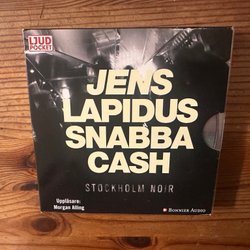 LJUD
POCKET
JENS
LAPIDUS
SNABBA
CASH
STOCKHOLM NOIR
Uppläsare:
Morgan Alling
BONNIER AUDIO